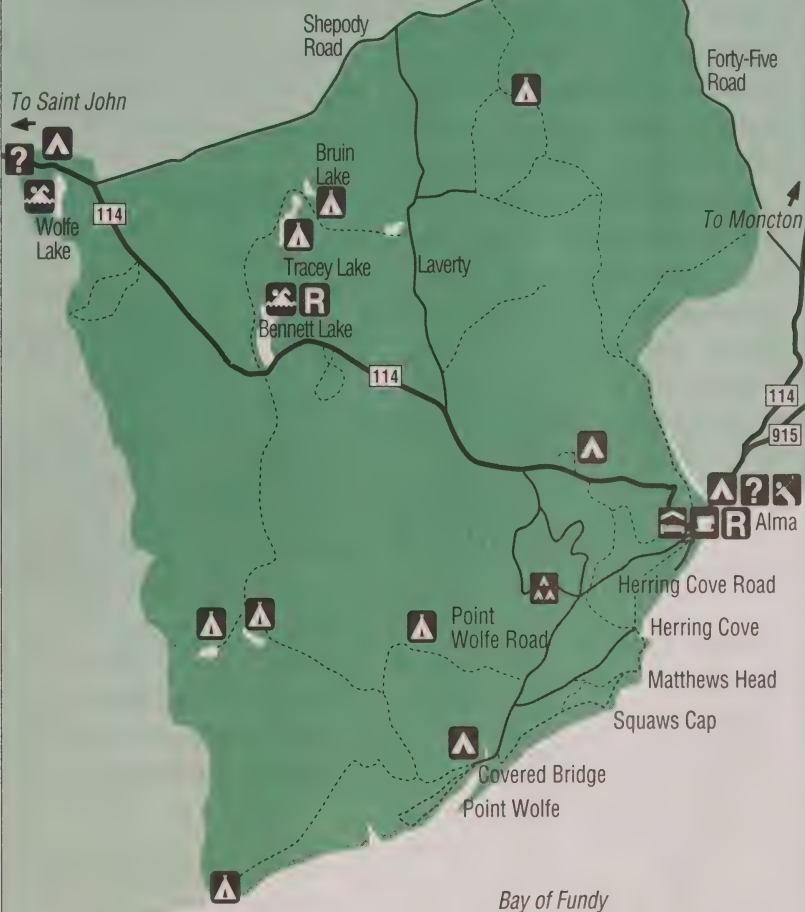 Shepody
Road
Forty-Five
Road
To Saint John
?
Bruin
Lake
To Moncton
Wolfe
Lake
114
Tracey Lake
Laverty
R
Bennett Lake
114
114
915
?
R
Alma
Herring Cove Road
Point
Wolfe Road
Herring Cove
Matthews Head
Squaws Cap
Covered Bridge
Point Wolfe
Bay of Fundy